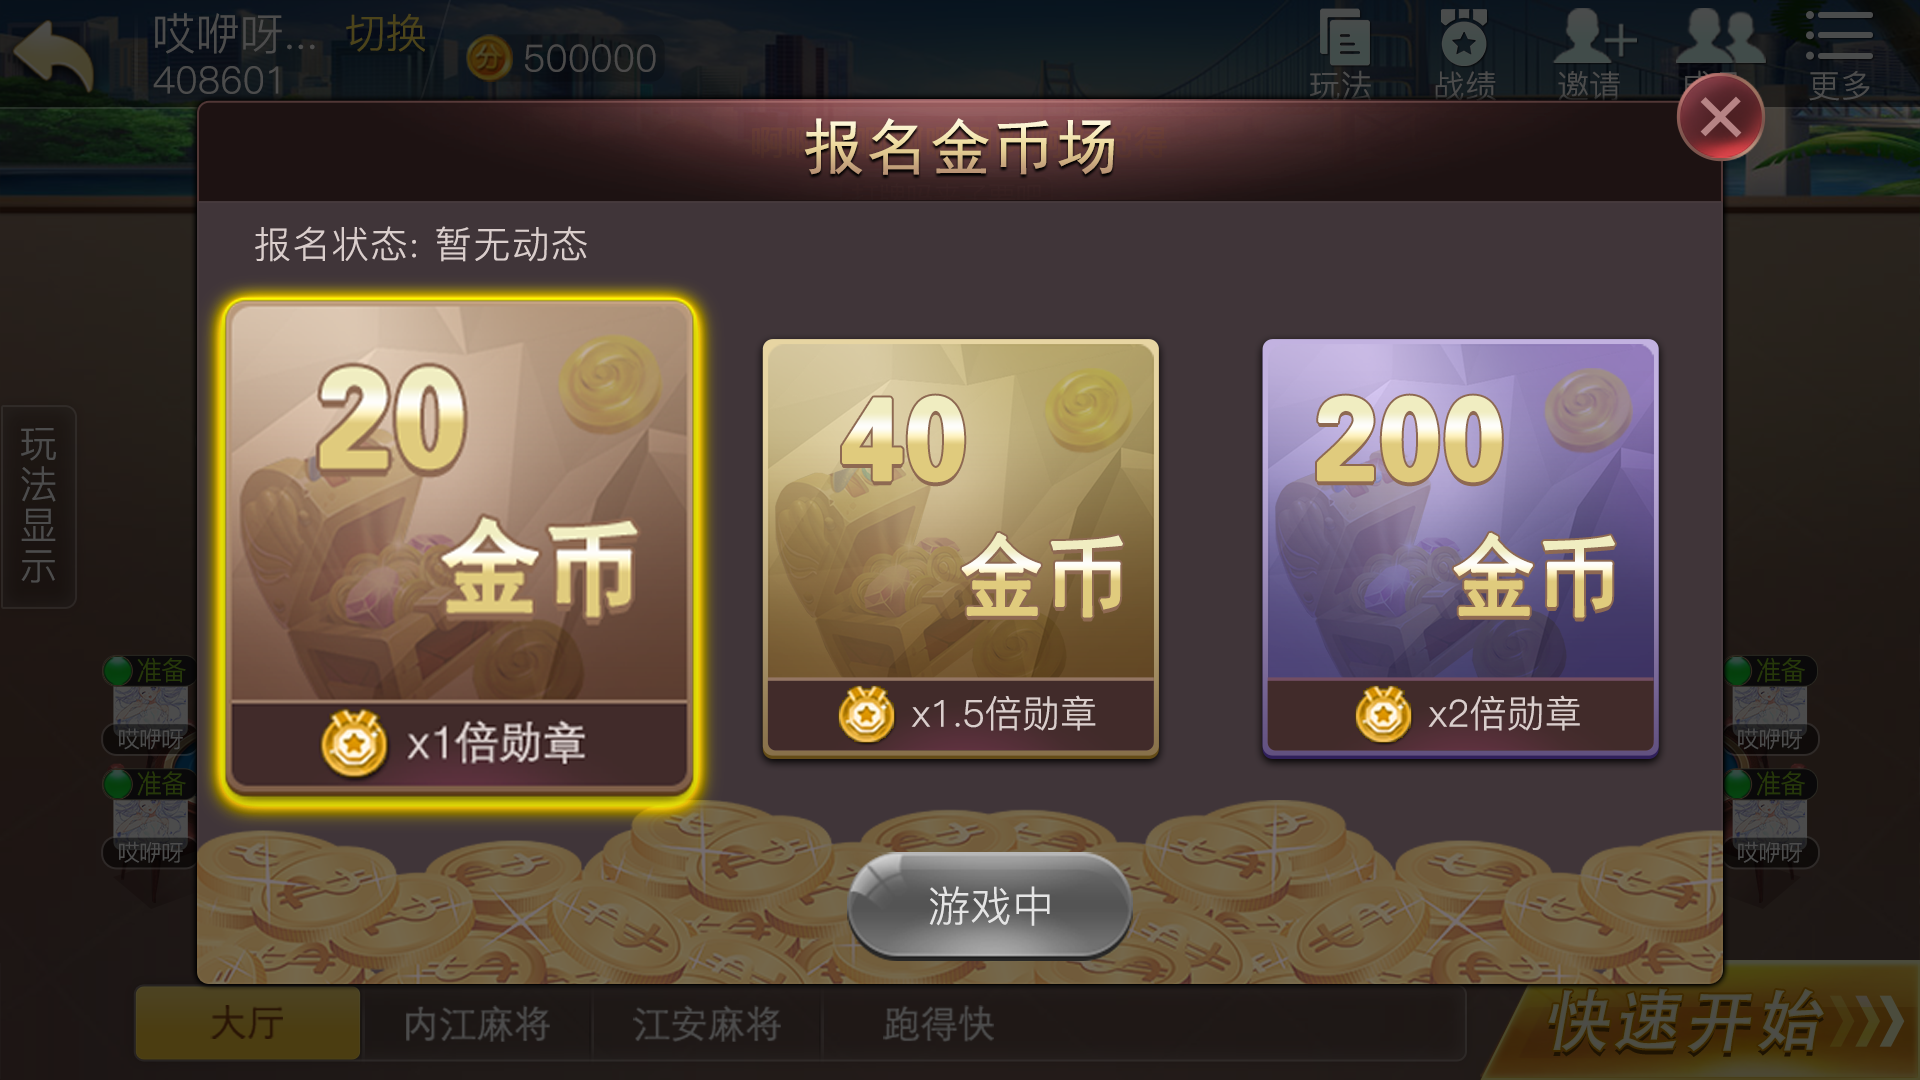 哎咿呀... 切换
408601
分 500000
玩法 战绩 邀请 更多
报名金币场
报名状态: 暂无动态
20
金币
x1倍勋章
40
金币
x1.5倍勋章
200
金币
x2倍勋章
玩法显示
准备
哎咿呀
准备
哎咿呀
准备
哎咿呀
准备
哎咿呀
游戏中
大厅 内江麻将 江安麻将 跑得快
快速开始